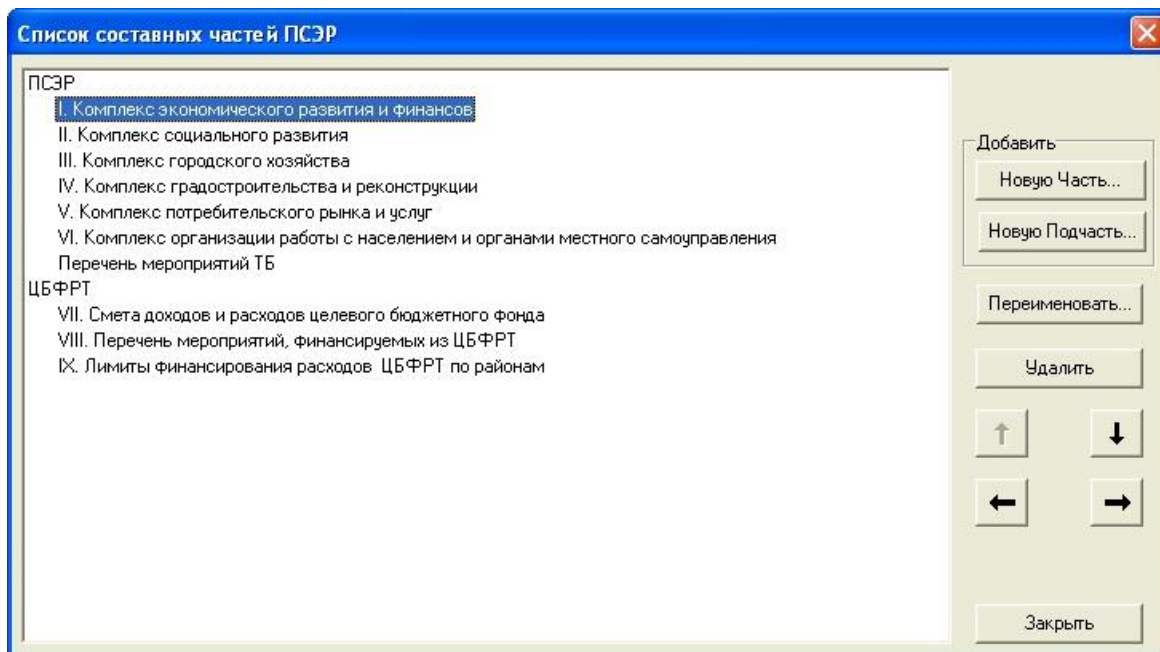 Список составных частей ПСЭР
ПСЭР
I. Комплекс экономического развития и финансов
II. Комплекс социального развития
III. Комплекс городского хозяйства
IV. Комплекс градостроительства и реконструкции
V. Комплекс потребительского рынка и услуг
VI. Комплекс организации работы с населением и органами местного самоуправления
Перечень мероприятий ТБ
ЦБФРТ
VII. Смета доходов и расходов целевого бюджетного фонда
VIII. Перечень мероприятий, финансируемых из ЦБФРТ
IX. Лимиты финансирования расходов ЦБФРТ по районам
Добавить
Новую Часть...
Новую Подчасть...
Переименовать...
Удалить
Закрыть